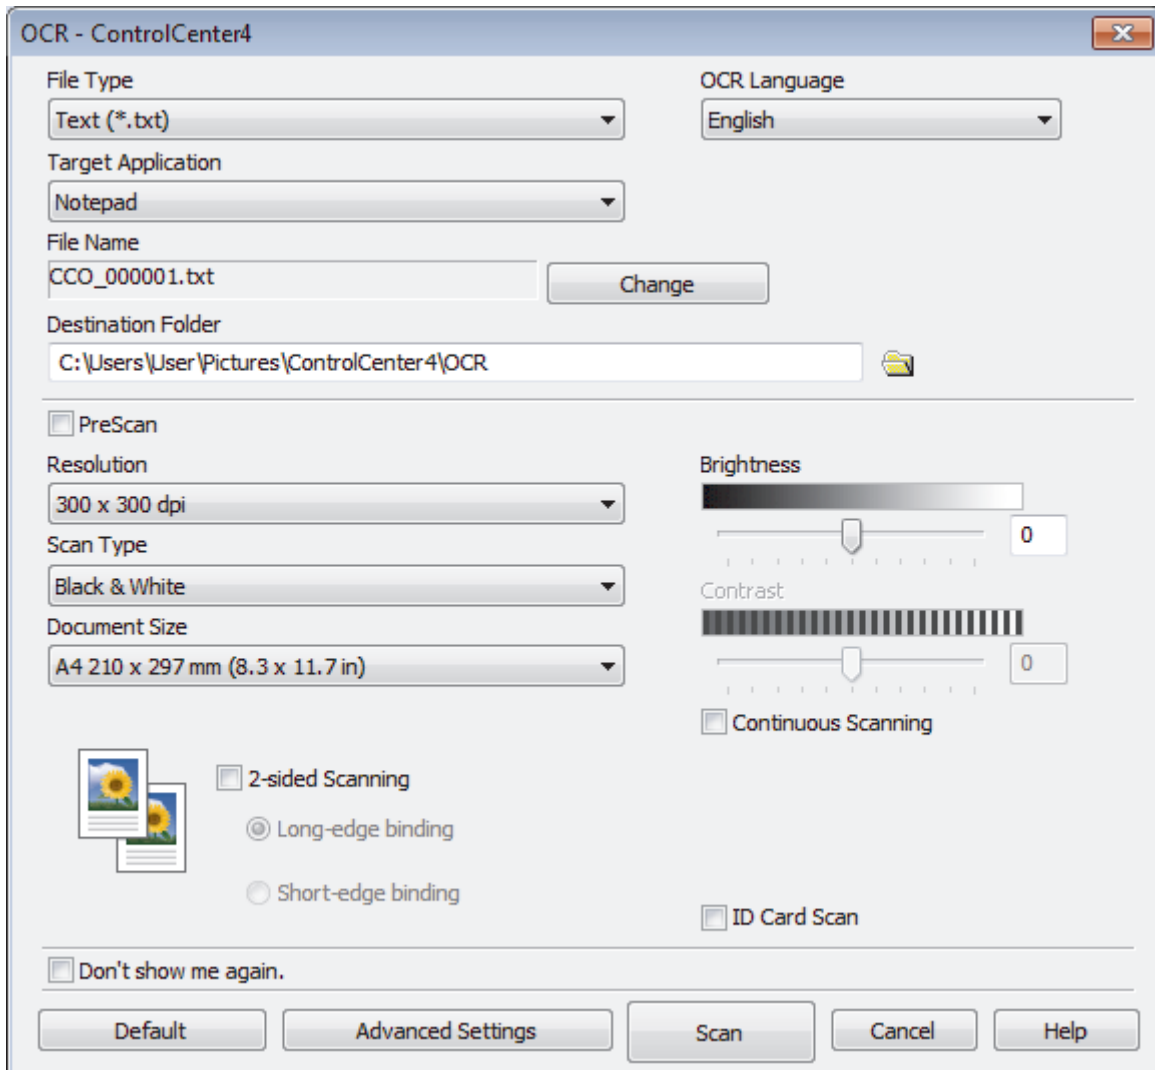 OCR - ControlCenter4
File Type
OCR Language
Text (*.txt)
English
Target Application
Notepad
File Name
CCO_000001.txt
Change
Destination Folder
C:\Users\User\Pictures\ControlCenter4\OCR
PreScan
Resolution
Brightness
300 x 300 dpi
0
Scan Type
Black & White
Contrast
Document Size
A4 210 x 297 mm (8.3 x 11.7 in)
0
Continuous Scanning
2-sided Scanning
Long-edge binding
Short-edge binding
ID Card Scan
Don't show me again.
Default
Advanced Settings
Scan
Cancel
Help